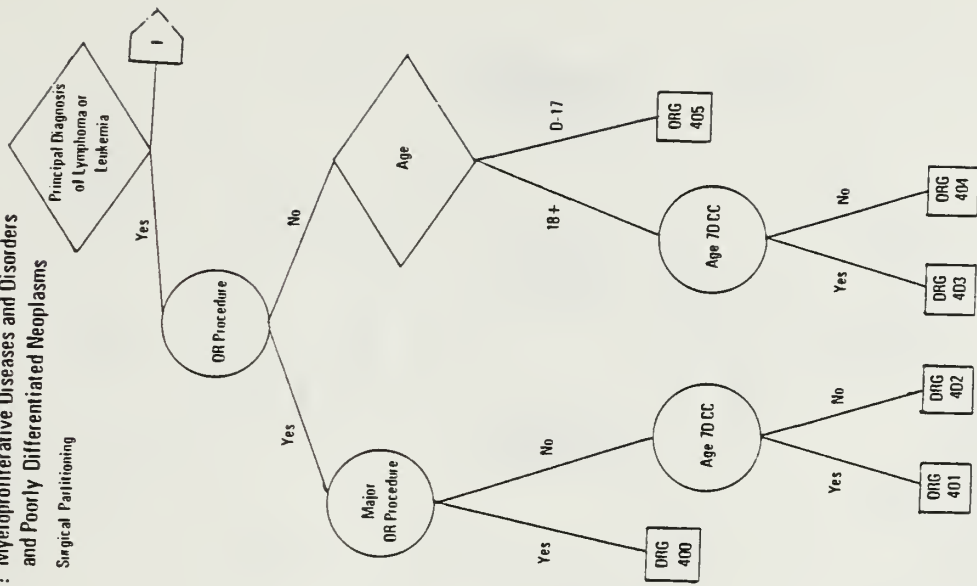 : Myeloproliferative Diseases and Disorders
and Poorly Differentiated Neoplasms
Surgical Partitioning
Principal Diagnosis
of Lymphoma or
Leukemia
1
Yes
OR Procedure
Yes
No
Major
OR Procedure
Age
Yes
No
18+
0-17
DRG
400
Age 70 CC
Age 70 CC
DRG
405
Yes
No
Yes
No
DRG
401
DRG
402
DRG
403
DRG
404